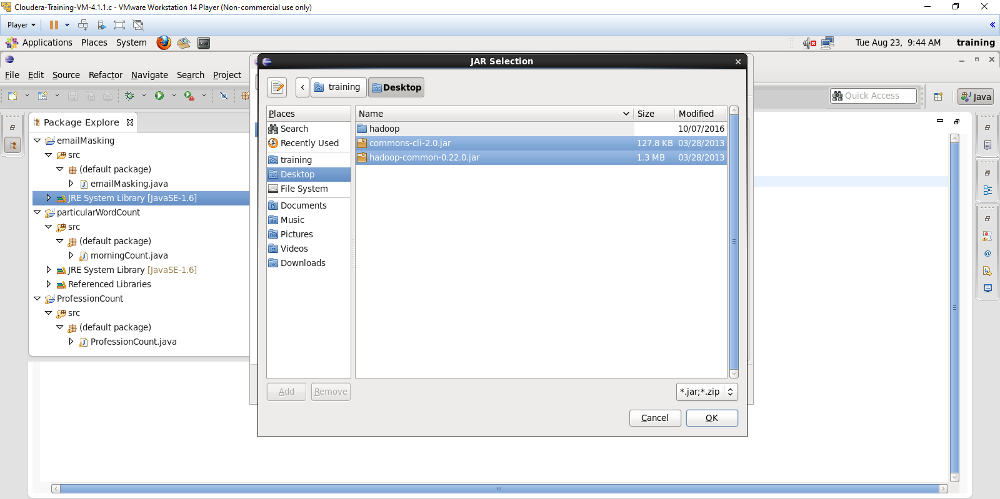 Cloudera-Training-VM-4.1.1.c - VMware Workstation 14 Player (Non-commercial use only)
Player
Applications Places System Tue Aug 23, 9:44 AM training
File Edit Source Refactor Navigate Search Project
Quick Access Java
Package Explore
emailMasking
src
(default package)
emailMasking.java
JRE System Library [JavaSE-1.6]
particularWordCount
src
(default package)
morningCount.java
JRE System Library [JavaSE-1.6]
Referenced Libraries
ProfessionCount
src
(default package)
ProfessionCount.java
JAR Selection
training Desktop
Places
Search
Recently Used
training
Desktop
File System
Documents
Music
Pictures
Videos
Downloads
Name Size Modified
hadoop 10/07/2016
commons-cli-2.0.jar 127.8 KB 03/28/2013
hadoop-common-0.22.0.jar 1.3 MB 03/28/2013
Add Remove *.jar;*.zip
Cancel OK